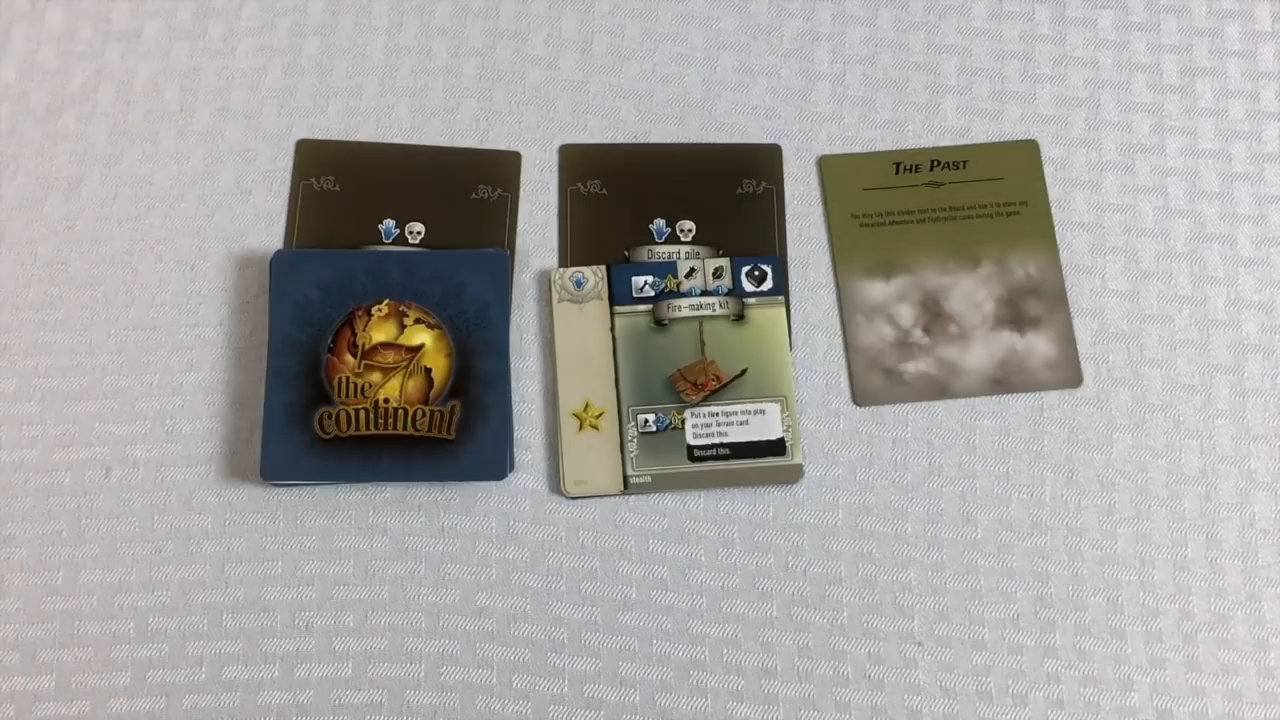 the 7th
continent
Discard pile
Fire-making kit
Put a fire figure into play
on your Terrain card.
Discard this.
Discard this.
stealth
THE PAST
You may lay this divider next to the Board and use it to store any
discarded Adventure and Exploration cards during the game.